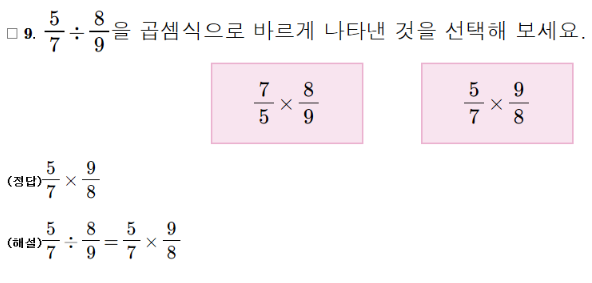 □ 9. 5/7 ÷ 8/9 을 곱셈식으로 바르게 나타낸 것을 선택해 보세요.
7/5 × 8/9 5/7 × 9/8
(정답) 5/7 × 9/8
(해설) 5/7 ÷ 8/9 = 5/7 × 9/8